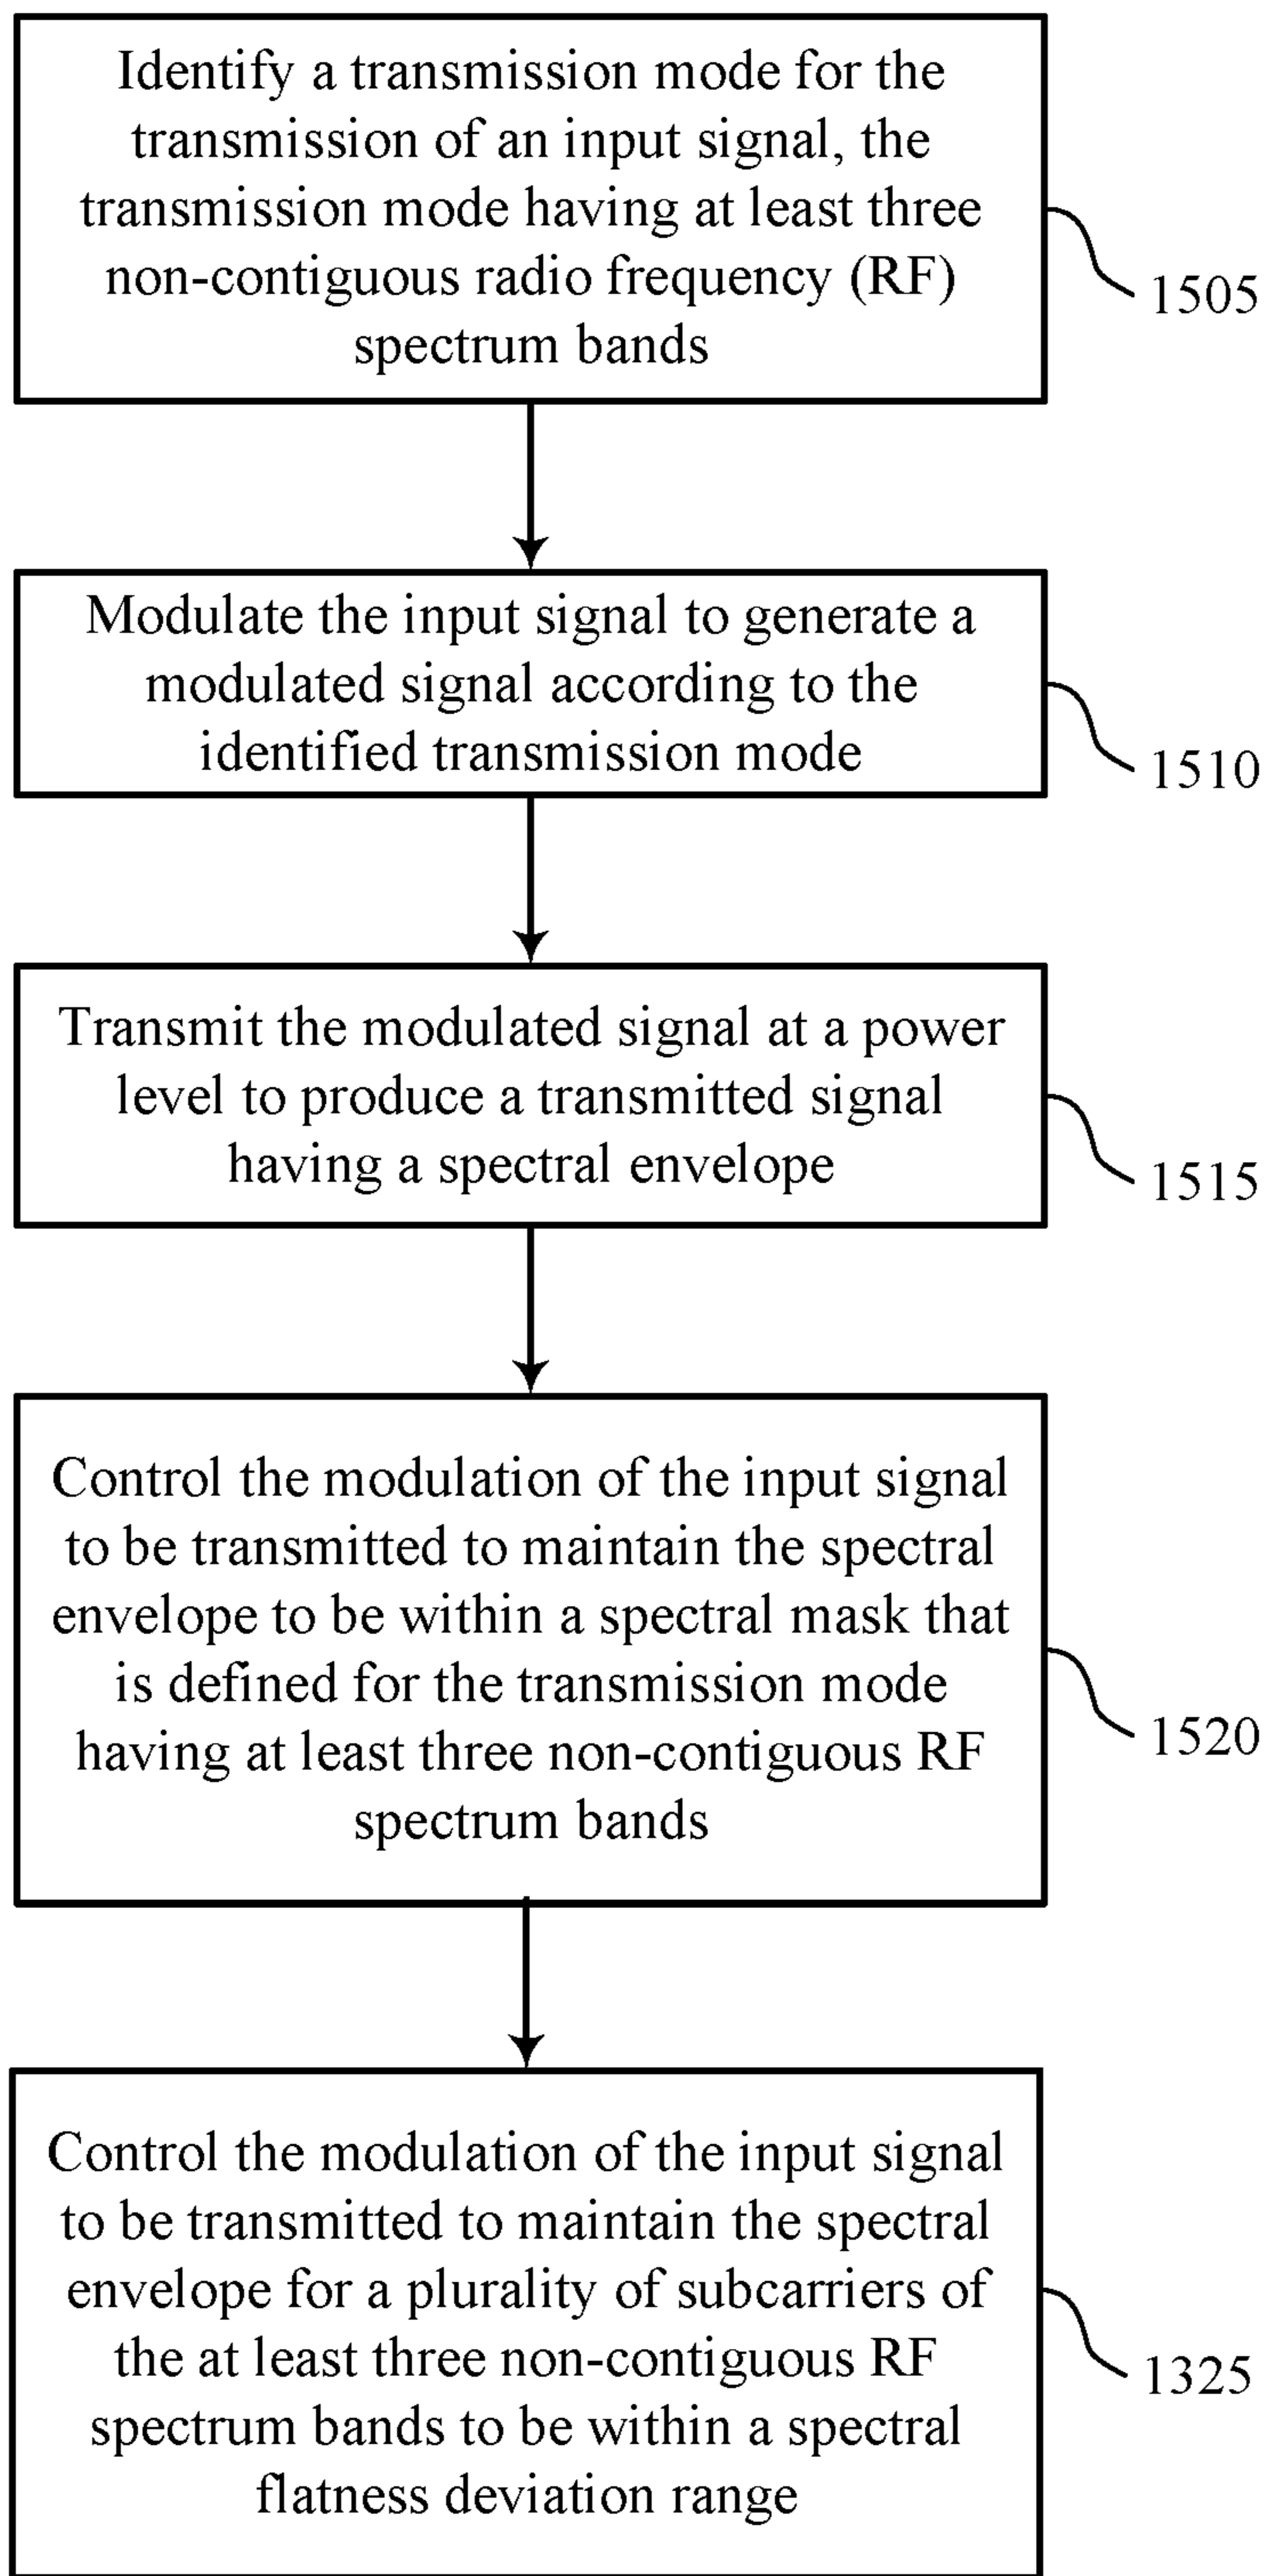 Identify a transmission mode for the
transmission of an input signal, the
transmission mode having at least three
non-contiguous radio frequency (RF)
spectrum bands
1505
Modulate the input signal to generate a
modulated signal according to the
identified transmission mode
1510
Transmit the modulated signal at a power
level to produce a transmitted signal
having a spectral envelope
1515
Control the modulation of the input signal
to be transmitted to maintain the spectral
envelope to be within a spectral mask that
is defined for the transmission mode
having at least three non-contiguous RF
spectrum bands
1520
Control the modulation of the input signal
to be transmitted to maintain the spectral
envelope for a plurality of subcarriers of
the at least three non-contiguous RF
spectrum bands to be within a spectral
flatness deviation range
1325